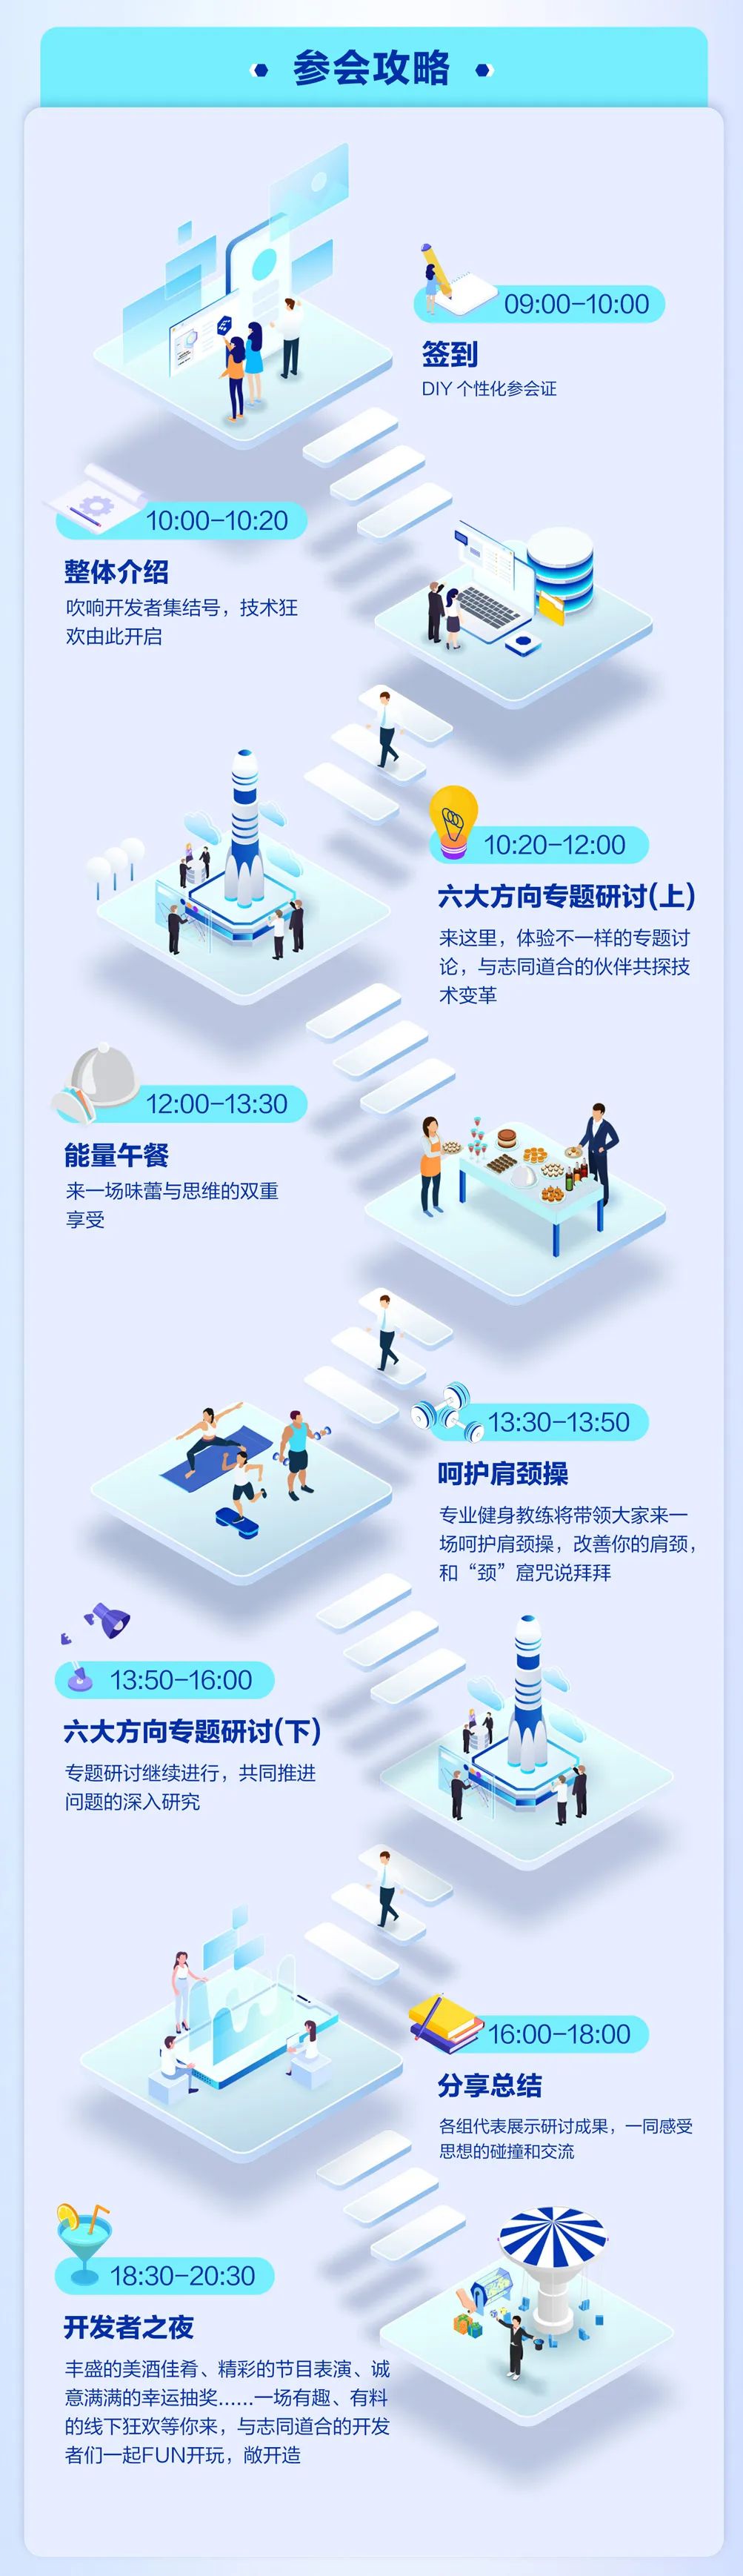 参会攻略
09:00-10:00
签到
DIY 个性化参会证
10:00-10:20
整体介绍
吹响开发者集结号，技术狂
欢由此开启
10:20-12:00
六大方向专题研讨(上)
来这里，体验不一样的专题讨
论，与志同道合的伙伴共探技
术变革
12:00-13:30
能量午餐
来一场味蕾与思维的双重
享受
13:30-13:50
呵护肩颈操
专业健身教练将带领大家来一
场呵护肩颈操，改善你的肩颈，
和“颈”窟咒说拜拜
13:50-16:00
六大方向专题研讨(下)
专题研讨继续进行，共同推进
问题的深入研究
16:00-18:00
分享总结
各组代表展示研讨成果，一同感受
思想的碰撞和交流
18:30-20:30
开发者之夜
丰盛的美酒佳肴、精彩的节目表演、诚
意满满的幸运抽奖......一场有趣、有料
的线下狂欢等你来，与志同道合的开发
者们一起FUN开玩，敞开造